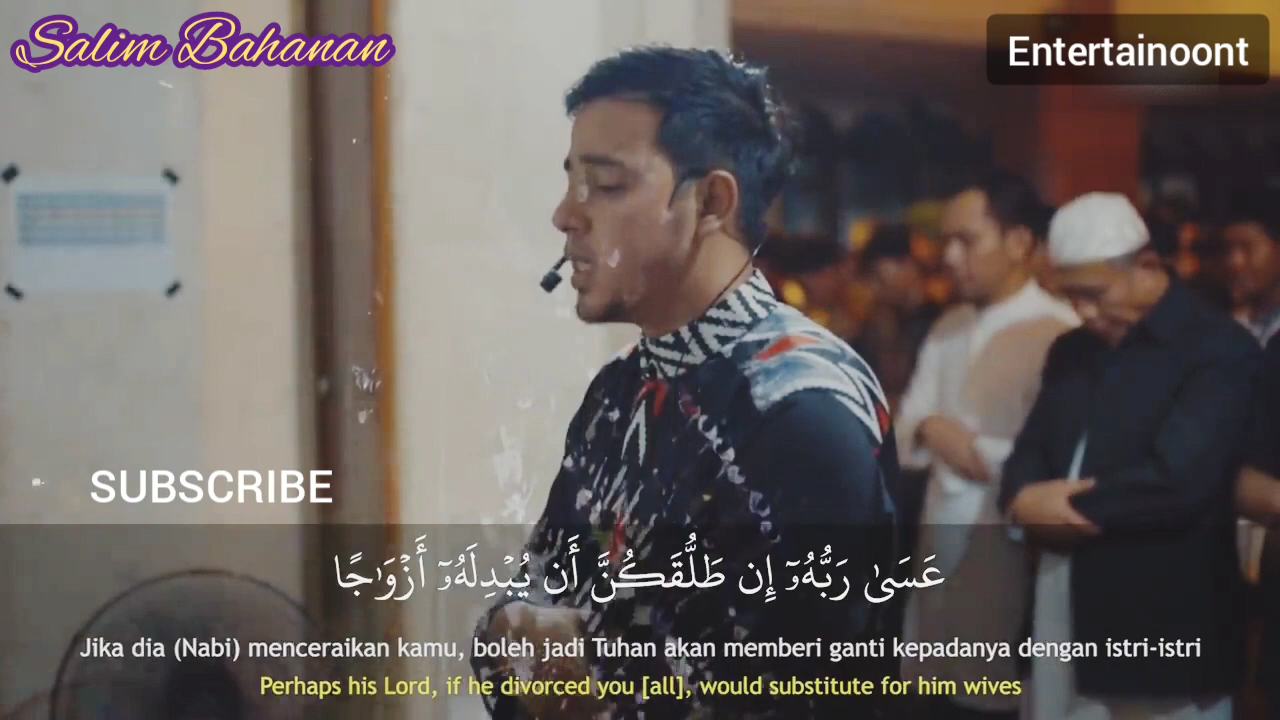 Salim Bahanan
Entertainoont
SUBSCRIBE
عَسَىٰ رَبُّهُۥٓ إِن طَلَّقَكُنَّ أَن يُبْدِلَهُۥٓ أَزْوَٰجًا
Jika dia (Nabi) menceraikan kamu, boleh jadi Tuhan akan memberi ganti kepadanya dengan istri-istri
Perhaps his Lord, if he divorced you [all], would substitute for him wives